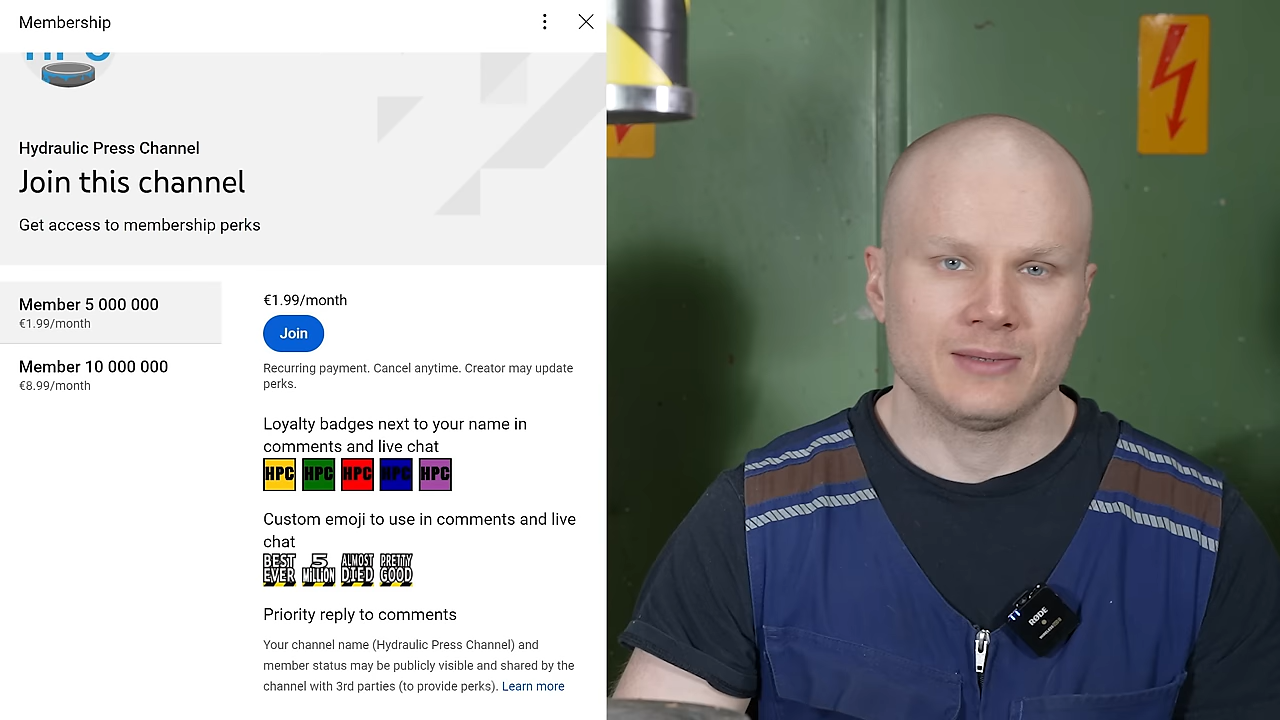 Membership
HPC
Hydraulic Press Channel
Join this channel
Get access to membership perks
Member 5 000 000
€1.99/month
Member 10 000 000
€8.99/month
€1.99/month
Join
Recurring payment. Cancel anytime. Creator may update
perks.
Loyalty badges next to your name in
comments and live chat
HPC HPC HPC HPC HPC
Custom emoji to use in comments and live
chat
BEST
EVER
5
MILLION
ALMOST
DIED
PRETTY
GOOD
Priority reply to comments
Your channel name (Hydraulic Press Channel) and
member status may be publicly visible and shared by the
channel with 3rd parties (to provide perks). Learn more
RØDE